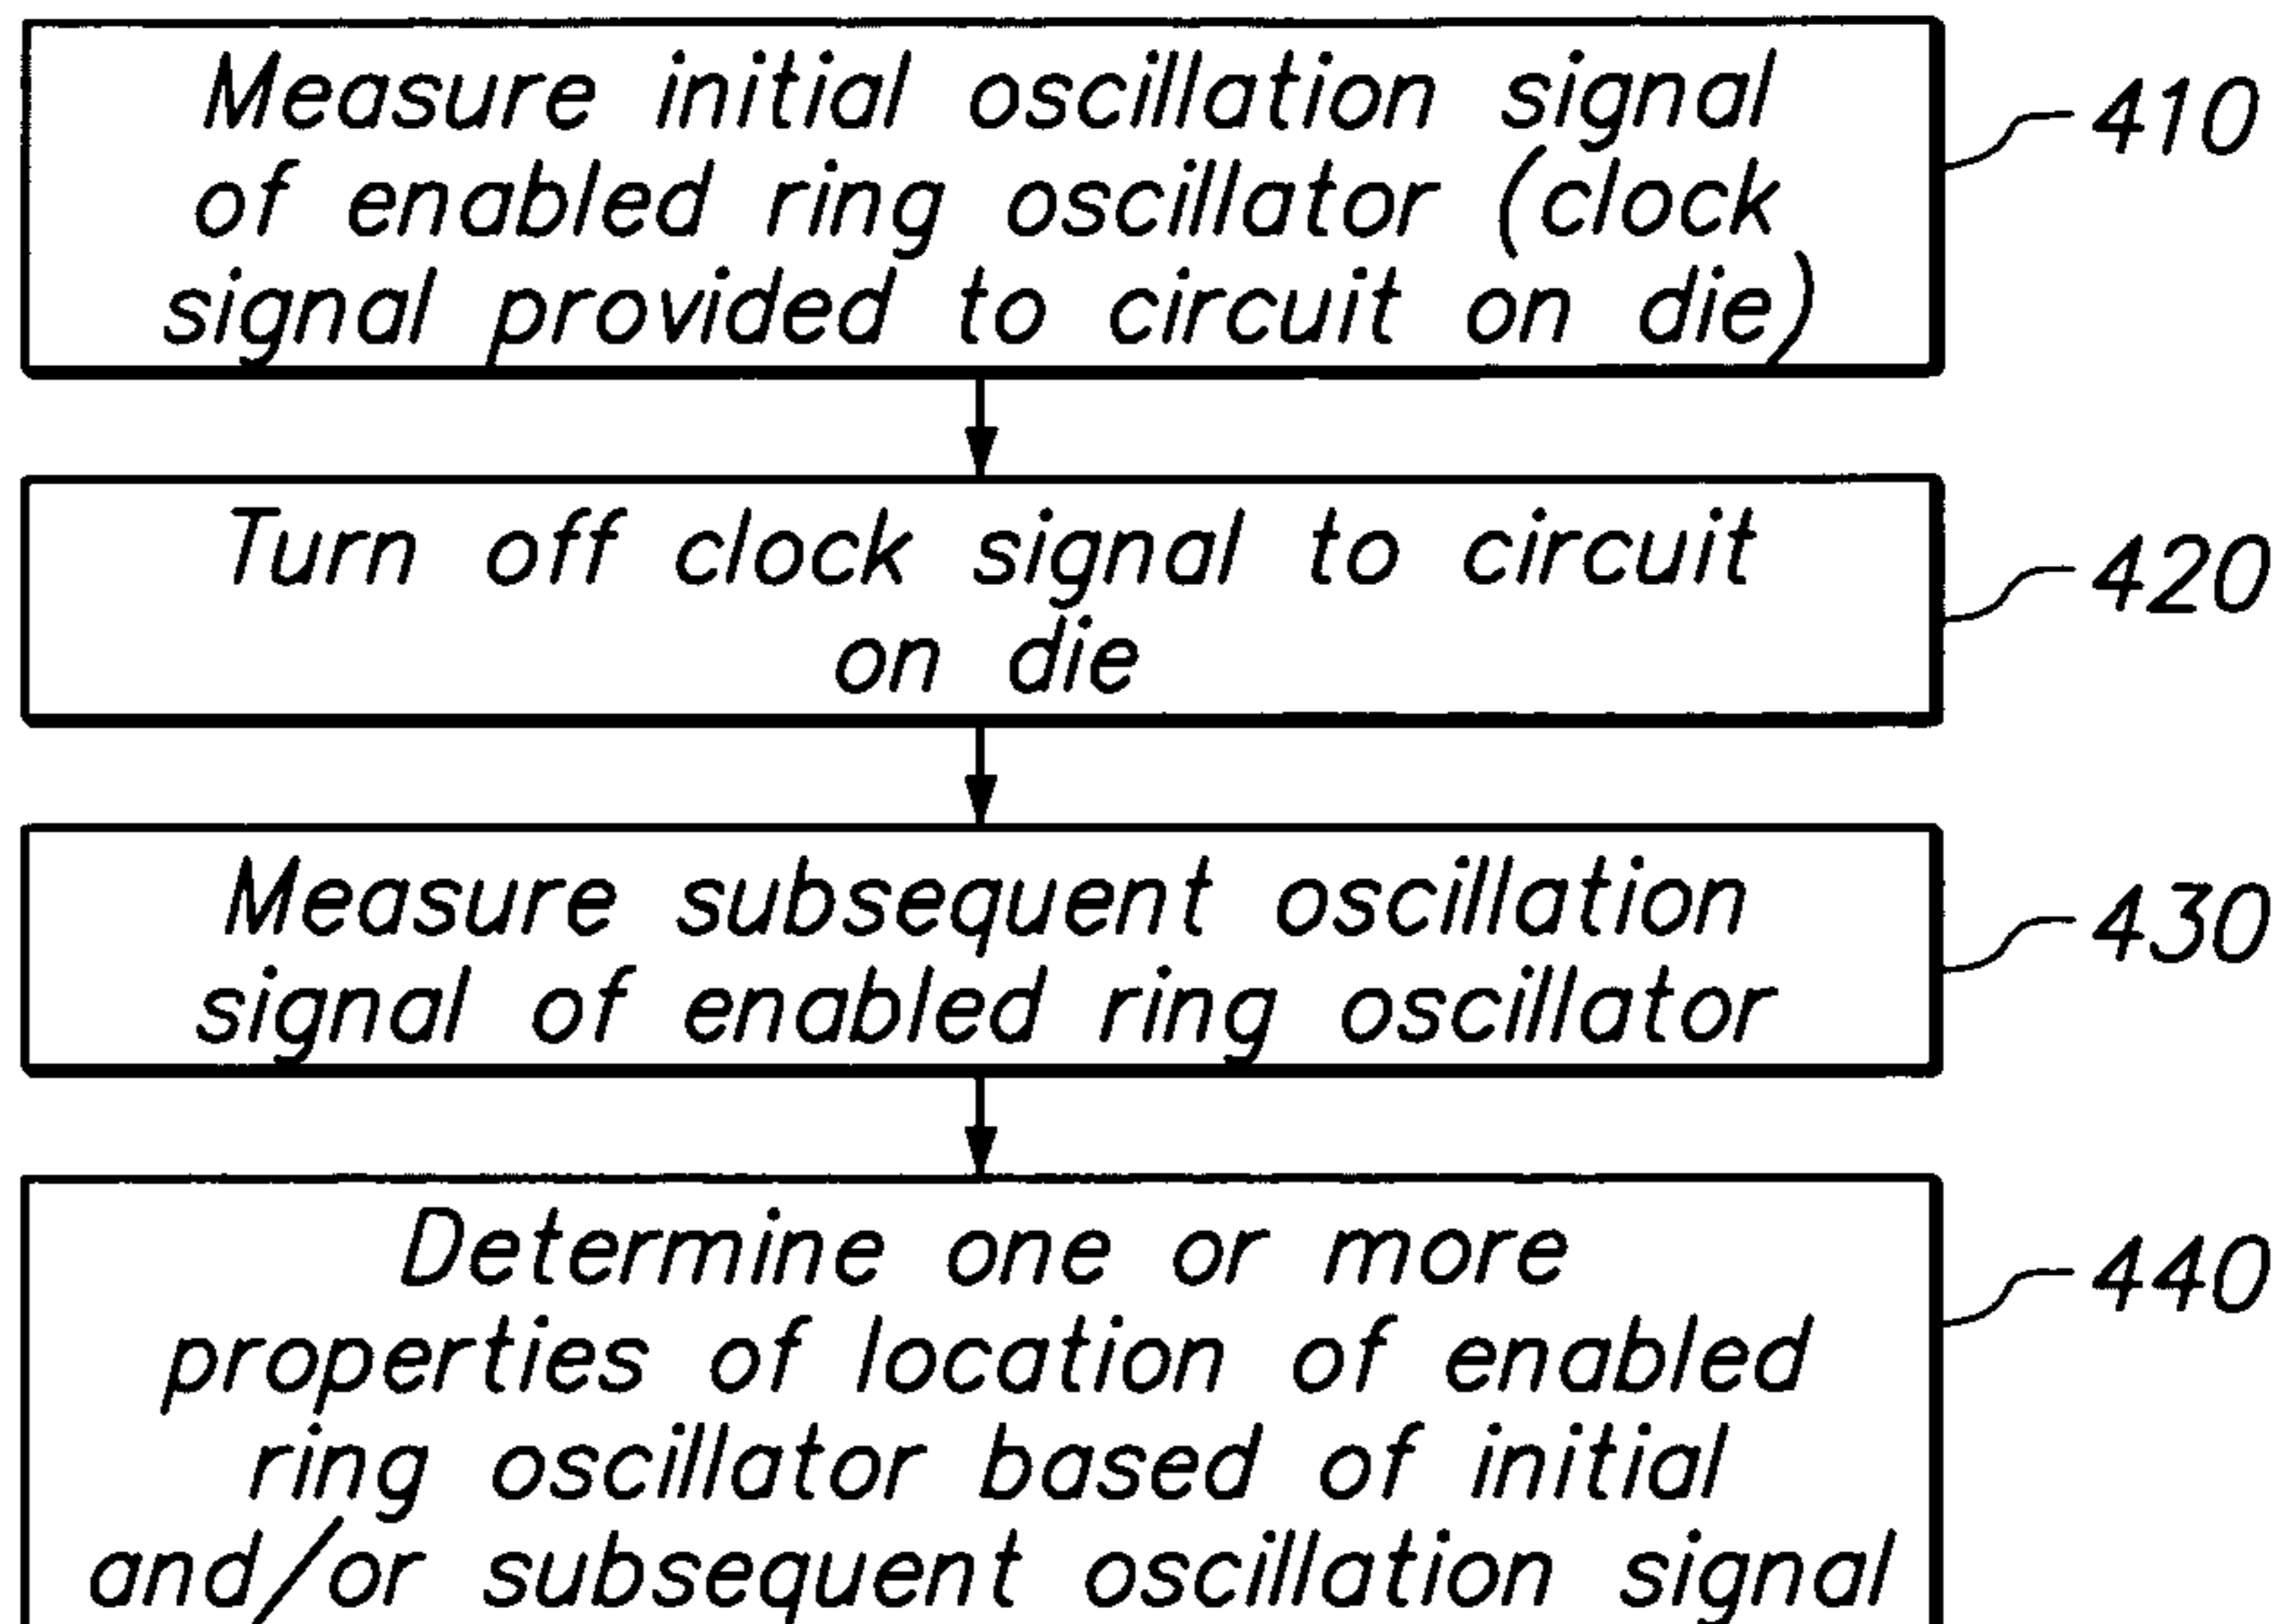 Measure initial oscillation signal
of enabled ring oscillator (clock
signal provided to circuit on die)
410
Turn off clock signal to circuit
on die
420
Measure subsequent oscillation
signal of enabled ring oscillator
430
Determine one or more
properties of location of enabled
ring oscillator based of initial
and/or subsequent oscillation signal
440